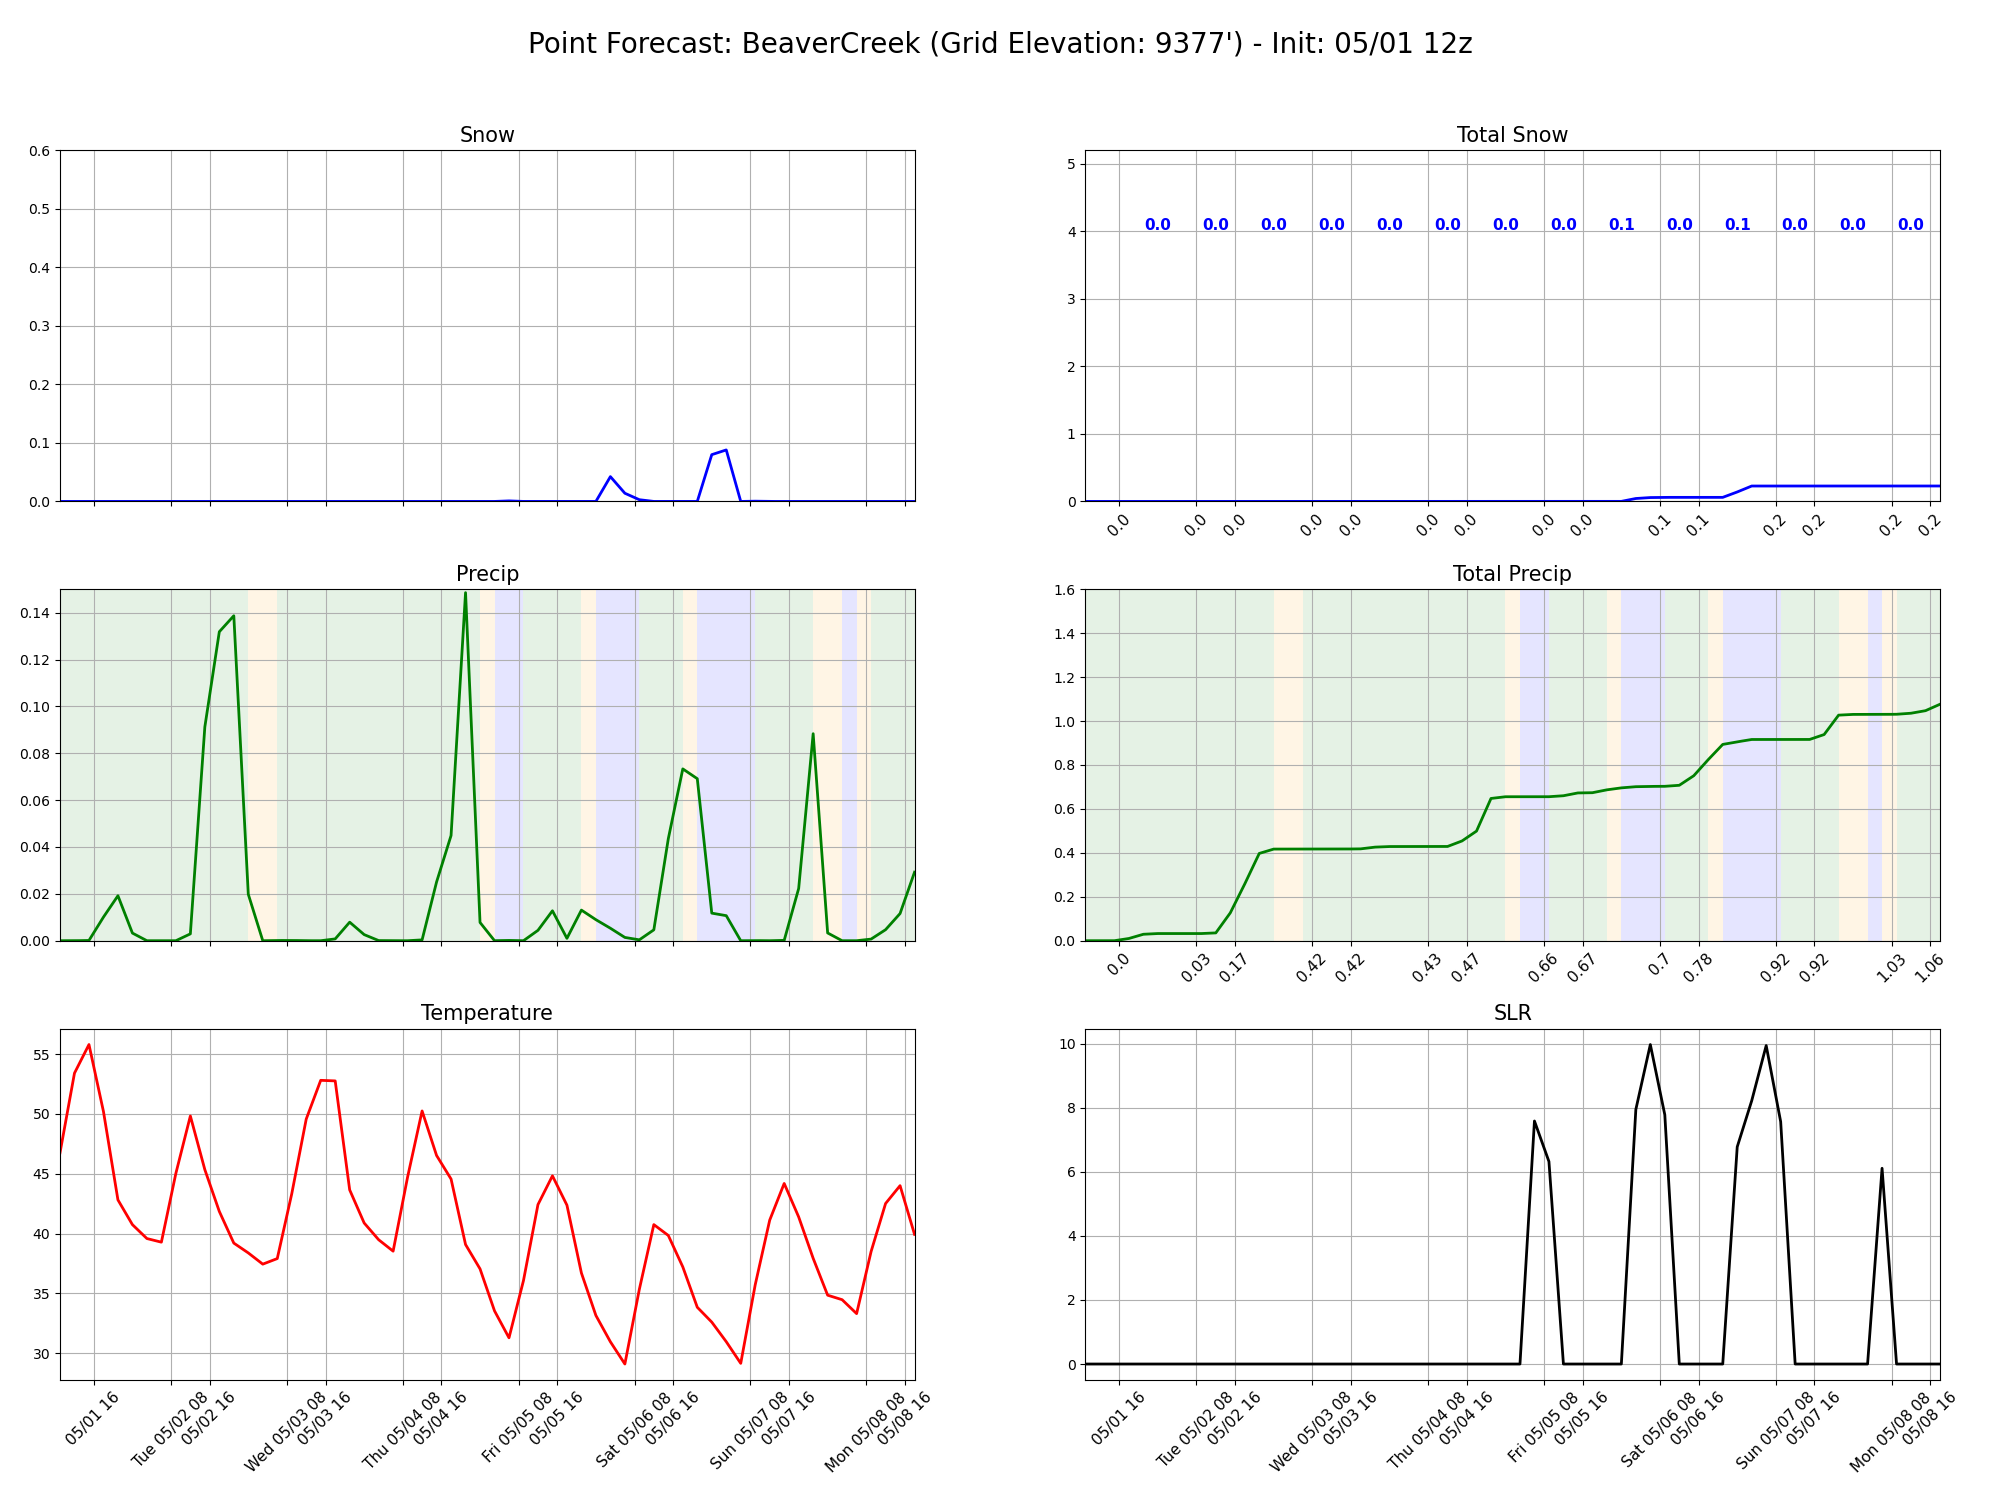 Point Forecast: BeaverCreek (Grid Elevation: 9377') - Init: 05/01 12z
Snow
0.6
0.5
0.4
0.3
0.2
0.1
0.0
Total Snow
5
4
3
2
1
0
0.0 0.0 0.0 0.0 0.0 0.0 0.0 0.0 0.1 0.0 0.1 0.0 0.0 0.0
0.0 0.0 0.0 0.0 0.0 0.0 0.0 0.0 0.0 0.1 0.1 0.2 0.2 0.2 0.2
Precip
0.14
0.12
0.10
0.08
0.06
0.04
0.02
0.00
Total Precip
1.6
1.4
1.2
1.0
0.8
0.6
0.4
0.2
0.0
0.0 0.03 0.17 0.42 0.42 0.43 0.47 0.66 0.67 0.7 0.78 0.92 0.92 1.03 1.06
Temperature
55
50
45
40
35
30
05/01 16
Tue 05/02 08
05/02 16
Wed 05/03 08
05/03 16
Thu 05/04 08
05/04 16
Fri 05/05 08
05/05 16
Sat 05/06 08
05/06 16
Sun 05/07 08
05/07 16
Mon 05/08 08
05/08 16
SLR
10
8
6
4
2
0
05/01 16
Tue 05/02 08
05/02 16
Wed 05/03 08
05/03 16
Thu 05/04 08
05/04 16
Fri 05/05 08
05/05 16
Sat 05/06 08
05/06 16
Sun 05/07 08
05/07 16
Mon 05/08 08
05/08 16